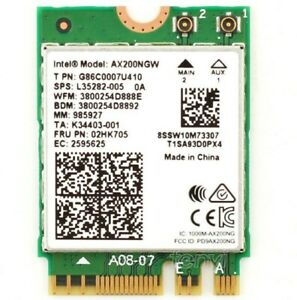 2
1
Intel® Model: AX200NGW
T PN: G86C0007U410
SPS: L35282-005 0A
WFM: 3800254D888E
BDM: 3800254D8892
MM: 985927
TA: K34403-001
FRU PN: 02HK705
EC: 2595625
MAIN AUX
2 1
8SSW10M73307
T1SA93D0PX4
Made in China
IC: 1000M-AX200NG
FCC ID: PD9AX200NG
A08-07
E
A